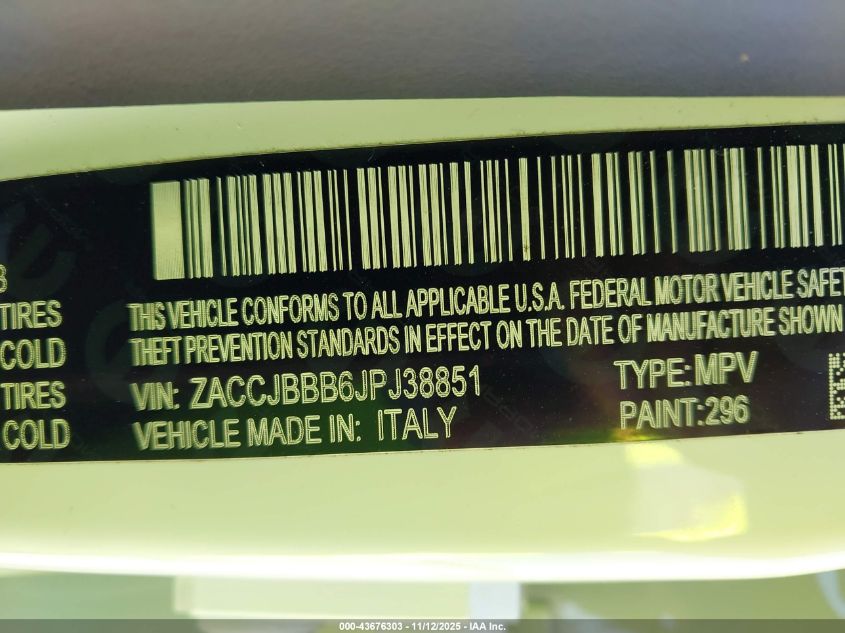 THIS VEHICLE CONFORMS TO ALL APPLICABLE U.S.A. FEDERAL MOTOR VEHICLE SAFET
THEFT PREVENTION STANDARDS IN EFFECT ON THE DATE OF MANUFACTURE SHOWN
TIRES
COLD
TIRES
COLD
VIN: ZACCJBBB6JPJ38851
TYPE: MPV
VEHICLE MADE IN: ITALY
PAINT:296
000-43676303 - 11/12/2025 - IAA Inc.